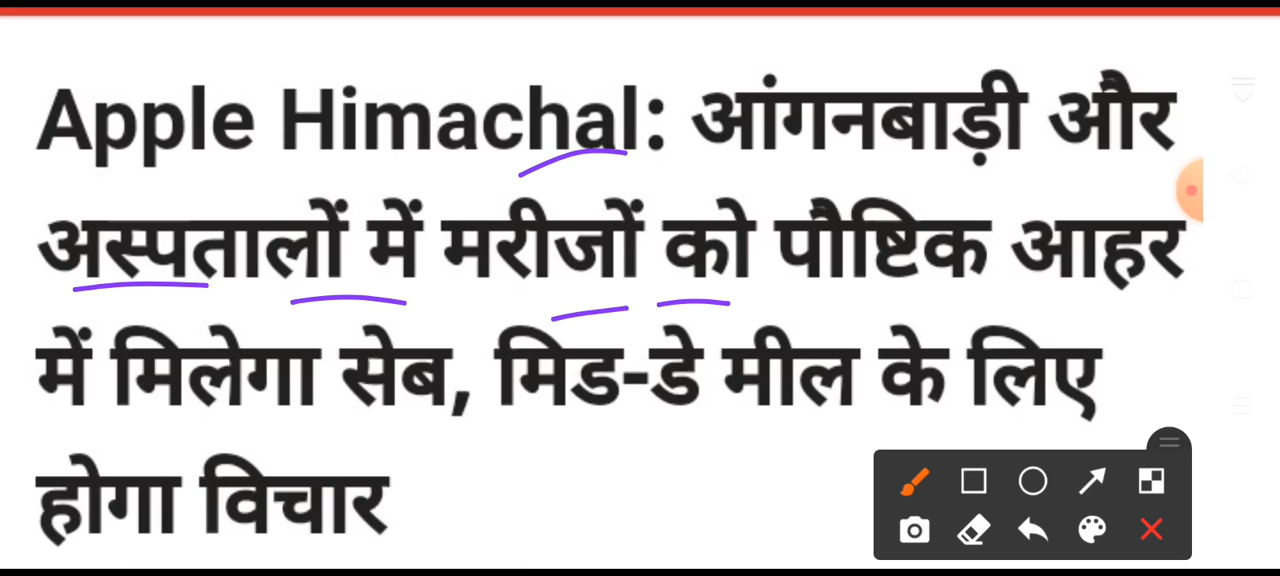 Apple Himachal: आंगनबाड़ी और
अस्पतालों में मरीजों को पौष्टिक आहर
में मिलेगा सेब, मिड-डे मील के लिए
होगा विचार